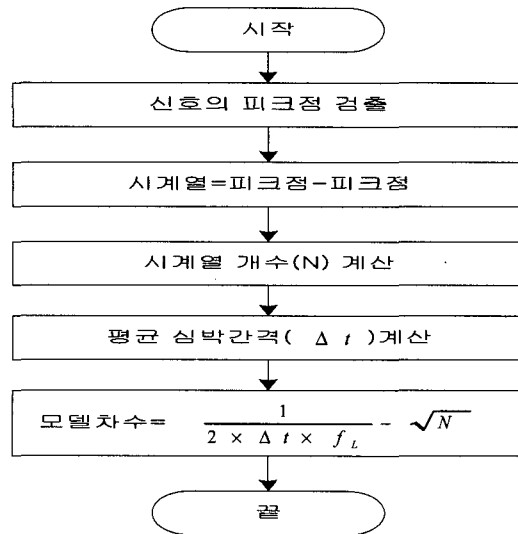 시작
신호의 피크점 검출
시계열=피크점-피크점
시계열 개수(N) 계산
평균 심박간격( Δ t )계산
모델차수= 1 / (2 × Δ t × f_L) - √N
끝